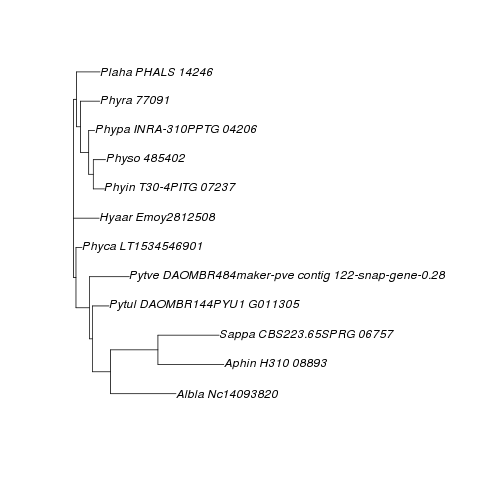 Plaha PHALS 14246
Phyra 77091
Phypa INRA-310PPTG 04206
Physo 485402
Phyin T30-4PITG 07237
Hyaar Emoy2812508
Phyca LT1534546901
Pytve DAOMBR484maker-pve contig 122-snap-gene-0.28
Pytul DAOMBR144PYU1 G011305
Sappa CBS223.65SPRG 06757
Aphin H310 08893
Albla Nc14093820